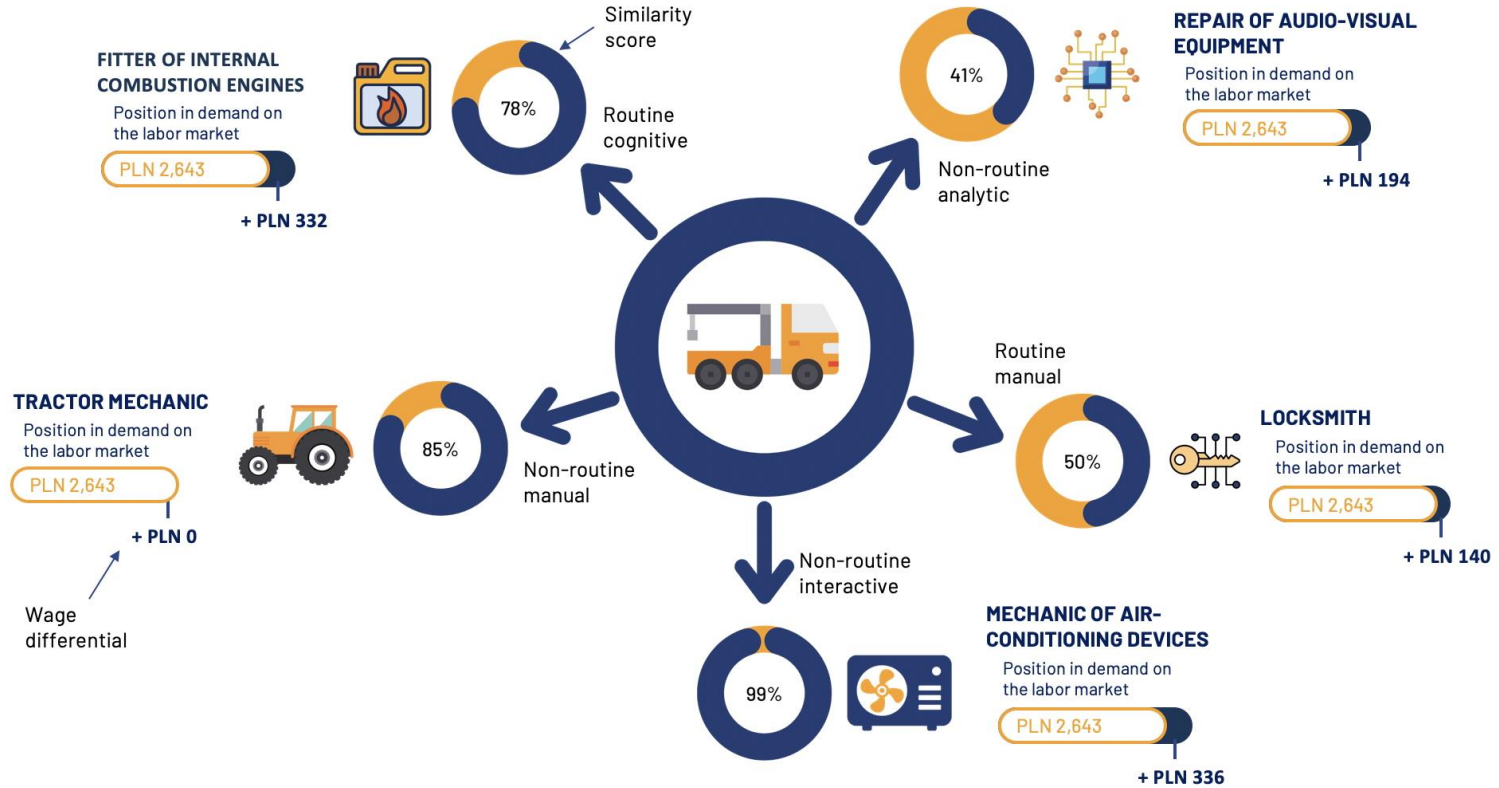 Similarity
score
FITTER OF INTERNAL
COMBUSTION ENGINES
Position in demand on
the labor market
PLN 2,643
+ PLN 332
78%
Routine
cognitive
41%
Non-routine
analytic
REPAIR OF AUDIO-VISUAL
EQUIPMENT
Position in demand on
the labor market
PLN 2,643
+ PLN 194
TRACTOR MECHANIC
Position in demand on
the labor market
PLN 2,643
+ PLN 0
Wage
differential
85%
Non-routine
manual
Routine
manual
50%
LOCKSMITH
Position in demand on
the labor market
PLN 2,643
+ PLN 140
Non-routine
interactive
99%
MECHANIC OF AIR-
CONDITIONING DEVICES
Position in demand on
the labor market
PLN 2,643
+ PLN 336